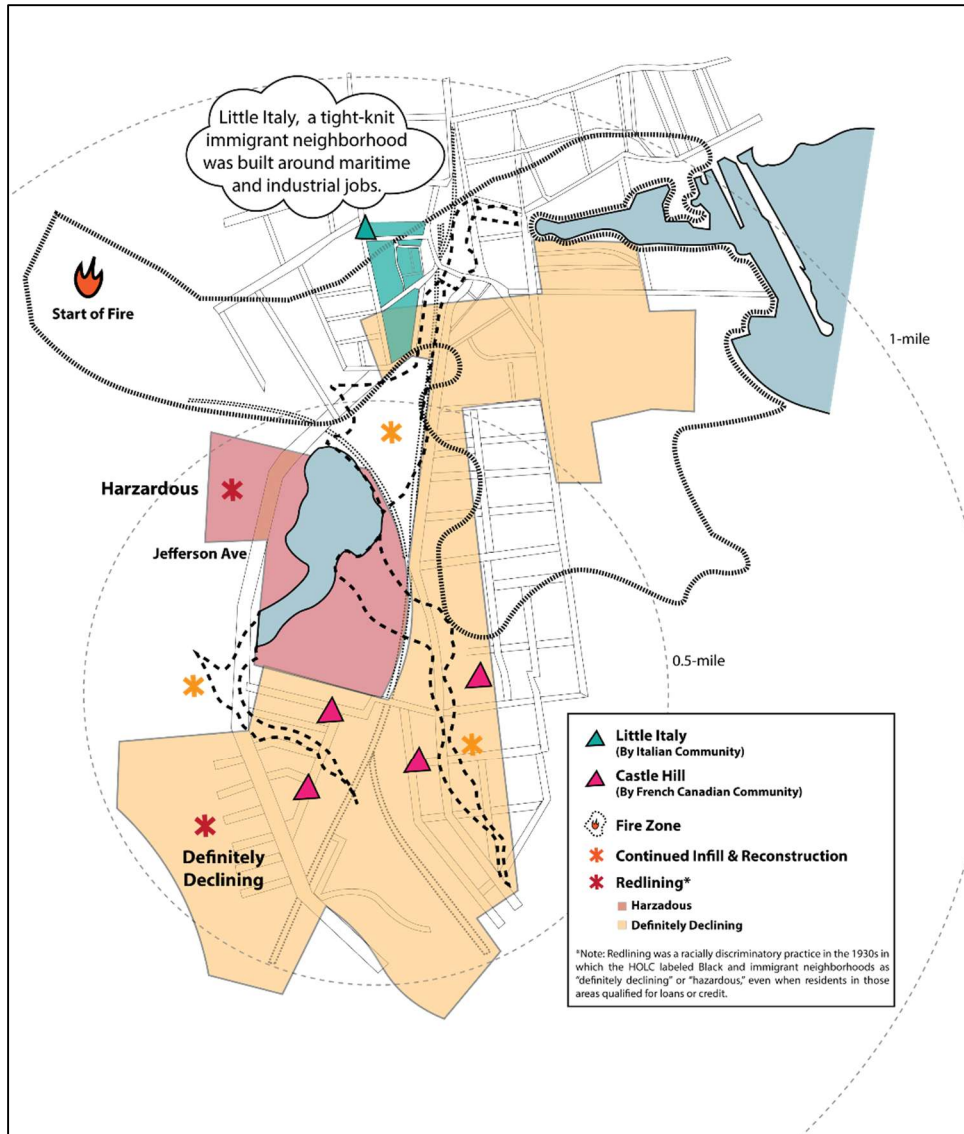 Little Italy, a tight-knit
immigrant neighborhood
was built around maritime
and industrial jobs.
Start of Fire
1-mile
Harzardous
Jefferson Ave
0.5-mile
Definitely
Declining
Little Italy
(By Italian Community)
Castle Hill
(By French Canadian Community)
Fire Zone
Continued Infill & Reconstruction
Redlining*
Harzadous
Definitely Declining
*Note: Redlining was a racially discriminatory practice in the 1930s in
which the HOLC labeled Black and immigrant neighborhoods as
“definitely declining” or “hazardous,” even when residents in those
areas qualified for loans or credit.